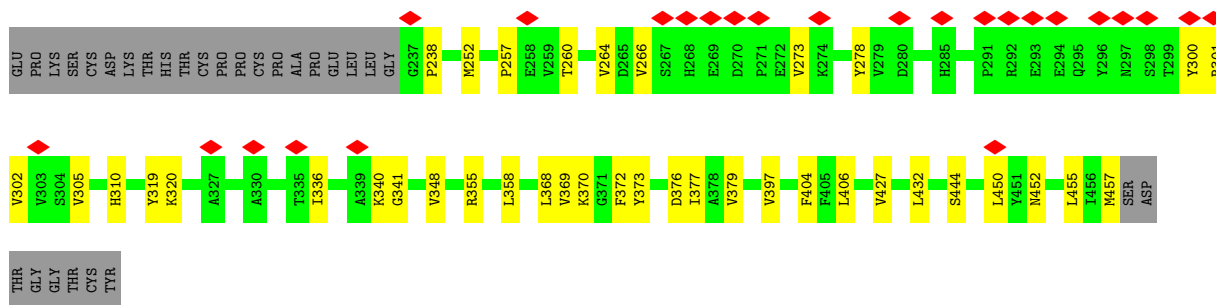 GLU PRO LYS SER CYS ASP LYS THR HIS THR CYS PRO PRO CYS PRO ALA PRO GLU LEU LEU GLY G237 P238 M252 P257 E258 V259 T260 V264 D265 V266 S267 H268 E269 D270 P271 E272 V273 K274 Y278 V279 D280 H285 P291 R292 E293 E294 Q295 Y296 N297 S298 T299 Y300
V302 V303 S304 V305 H310 Y319 K320 A327 A330 T335 I336 A339 K340 G341 V348 R355 L358 L368 V369 K370 G371 F372 Y373 D376 I377 A378 V379 V397 F404 F405 L406 V427 L432 S444 L450 Y451 N452 L455 I456 M457 SER ASP
THR GLY GLY THR CYS TYR